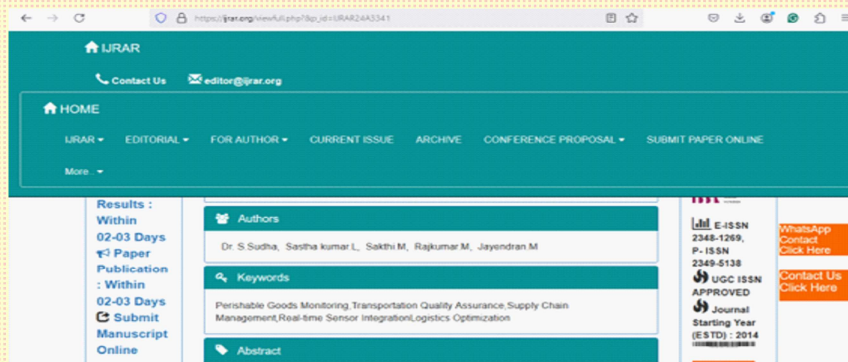 https://ijrar.org/viewfull.php?&p_id=IJRAR24A5341
IJRAR
Contact Us editor@ijrar.org
HOME
IJRAR EDITORIAL FOR AUTHOR CURRENT ISSUE ARCHIVE CONFERENCE PROPOSAL SUBMIT PAPER ONLINE
More..
Results :
Within
02-03 Days
Paper
Publication
: Within
02-03 Days
Submit
Manuscript
Online
Authors
Dr. S.Sudha, Sastha kumar.L, Sakthi.M, Rajkumar.M, Jayendran.M
Keywords
Perishable Goods Monitoring,Transportation Quality Assurance,Supply Chain
Management,Real-time Sensor Integration,Logistics Optimization
Abstract
E-ISSN
2348-1269,
P- ISSN
2349-5138
UGC ISSN
APPROVED
Journal
Starting Year
(ESTD) : 2014
WhatsApp
Contact
Click Here
Contact Us
Click Here